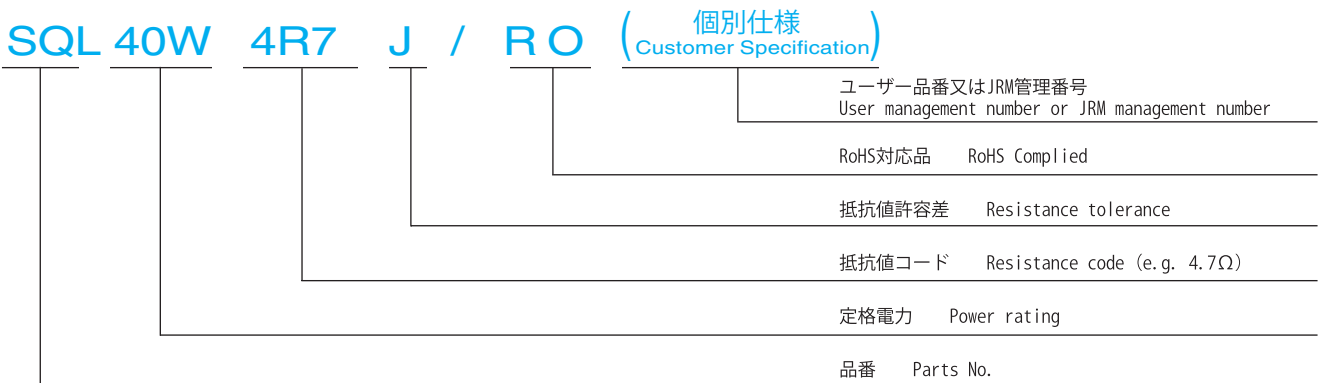 SQL 40W 4R7 J / RO (個別仕様
Customer Specification)
ユーザー品番又はJRM管理番号
User management number or JRM management number
RoHS対応品 RoHS Complied
抵抗値許容差 Resistance tolerance
抵抗値コード Resistance code (e.g. 4.7Ω)
定格電力 Power rating
品番 Parts No.